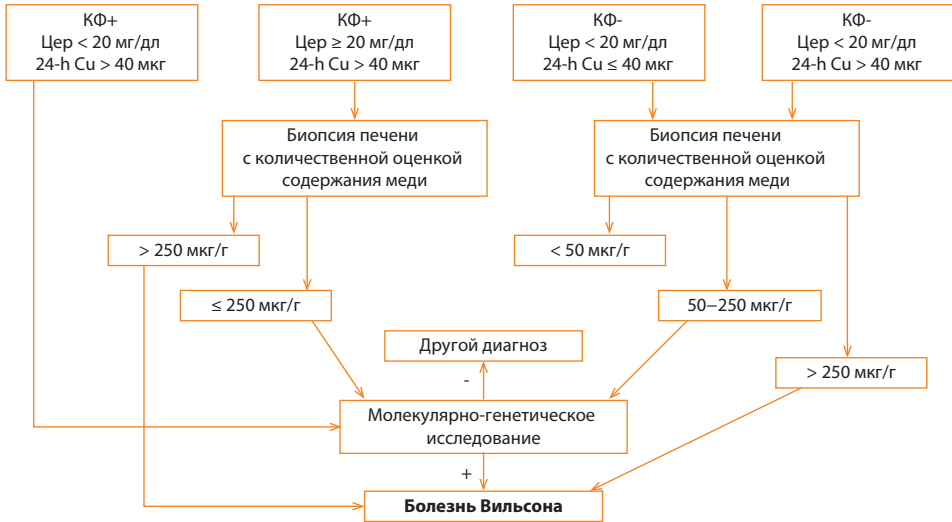 КФ+
Цер < 20 мг/дл
24-h Cu > 40 мкг
КФ+
Цер ≥ 20 мг/дл
24-h Cu > 40 мкг
КФ-
Цер < 20 мг/дл
24-h Cu ≤ 40 мкг
КФ-
Цер < 20 мг/дл
24-h Cu > 40 мкг
Биопсия печени
с количественной оценкой
содержания меди
Биопсия печени
с количественной оценкой
содержания меди
> 250 мкг/г
< 50 мкг/г
≤ 250 мкг/г
50–250 мкг/г
Другой диагноз
> 250 мкг/г
-
Молекулярно-генетическое
исследование
+
Болезнь Вильсона